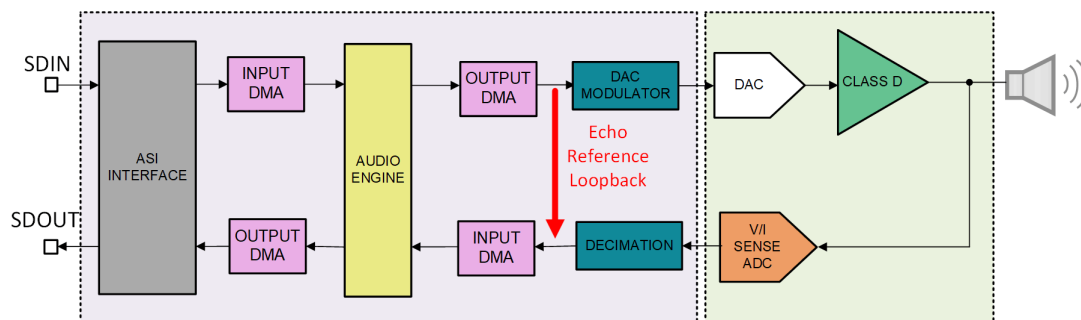 SDIN
ASI
INTERFACE
INPUT
DMA
AUDIO
ENGINE
OUTPUT
DMA
DAC
MODULATOR
DAC
CLASS D
Echo
Reference
Loopback
SDOUT
OUTPUT
DMA
INPUT
DMA
DECIMATION
V/I
SENSE
ADC